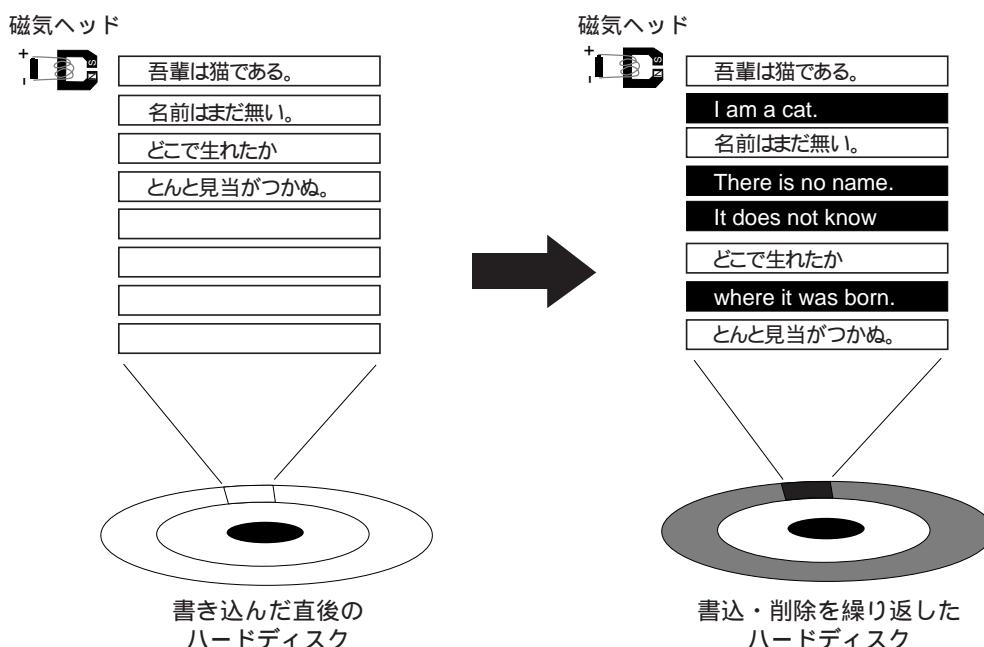 磁気ヘッド
+
-
S
N
吾輩は猫である。
名前はまだ無い。
どこで生れたか
とんと見当がつかぬ。
書き込んだ直後の
ハードディスク
磁気ヘッド
+
-
S
N
吾輩は猫である。
I am a cat.
名前はまだ無い。
There is no name.
It does not know
どこで生れたか
where it was born.
とんと見当がつかぬ。
書込・削除を繰り返した
ハードディスク